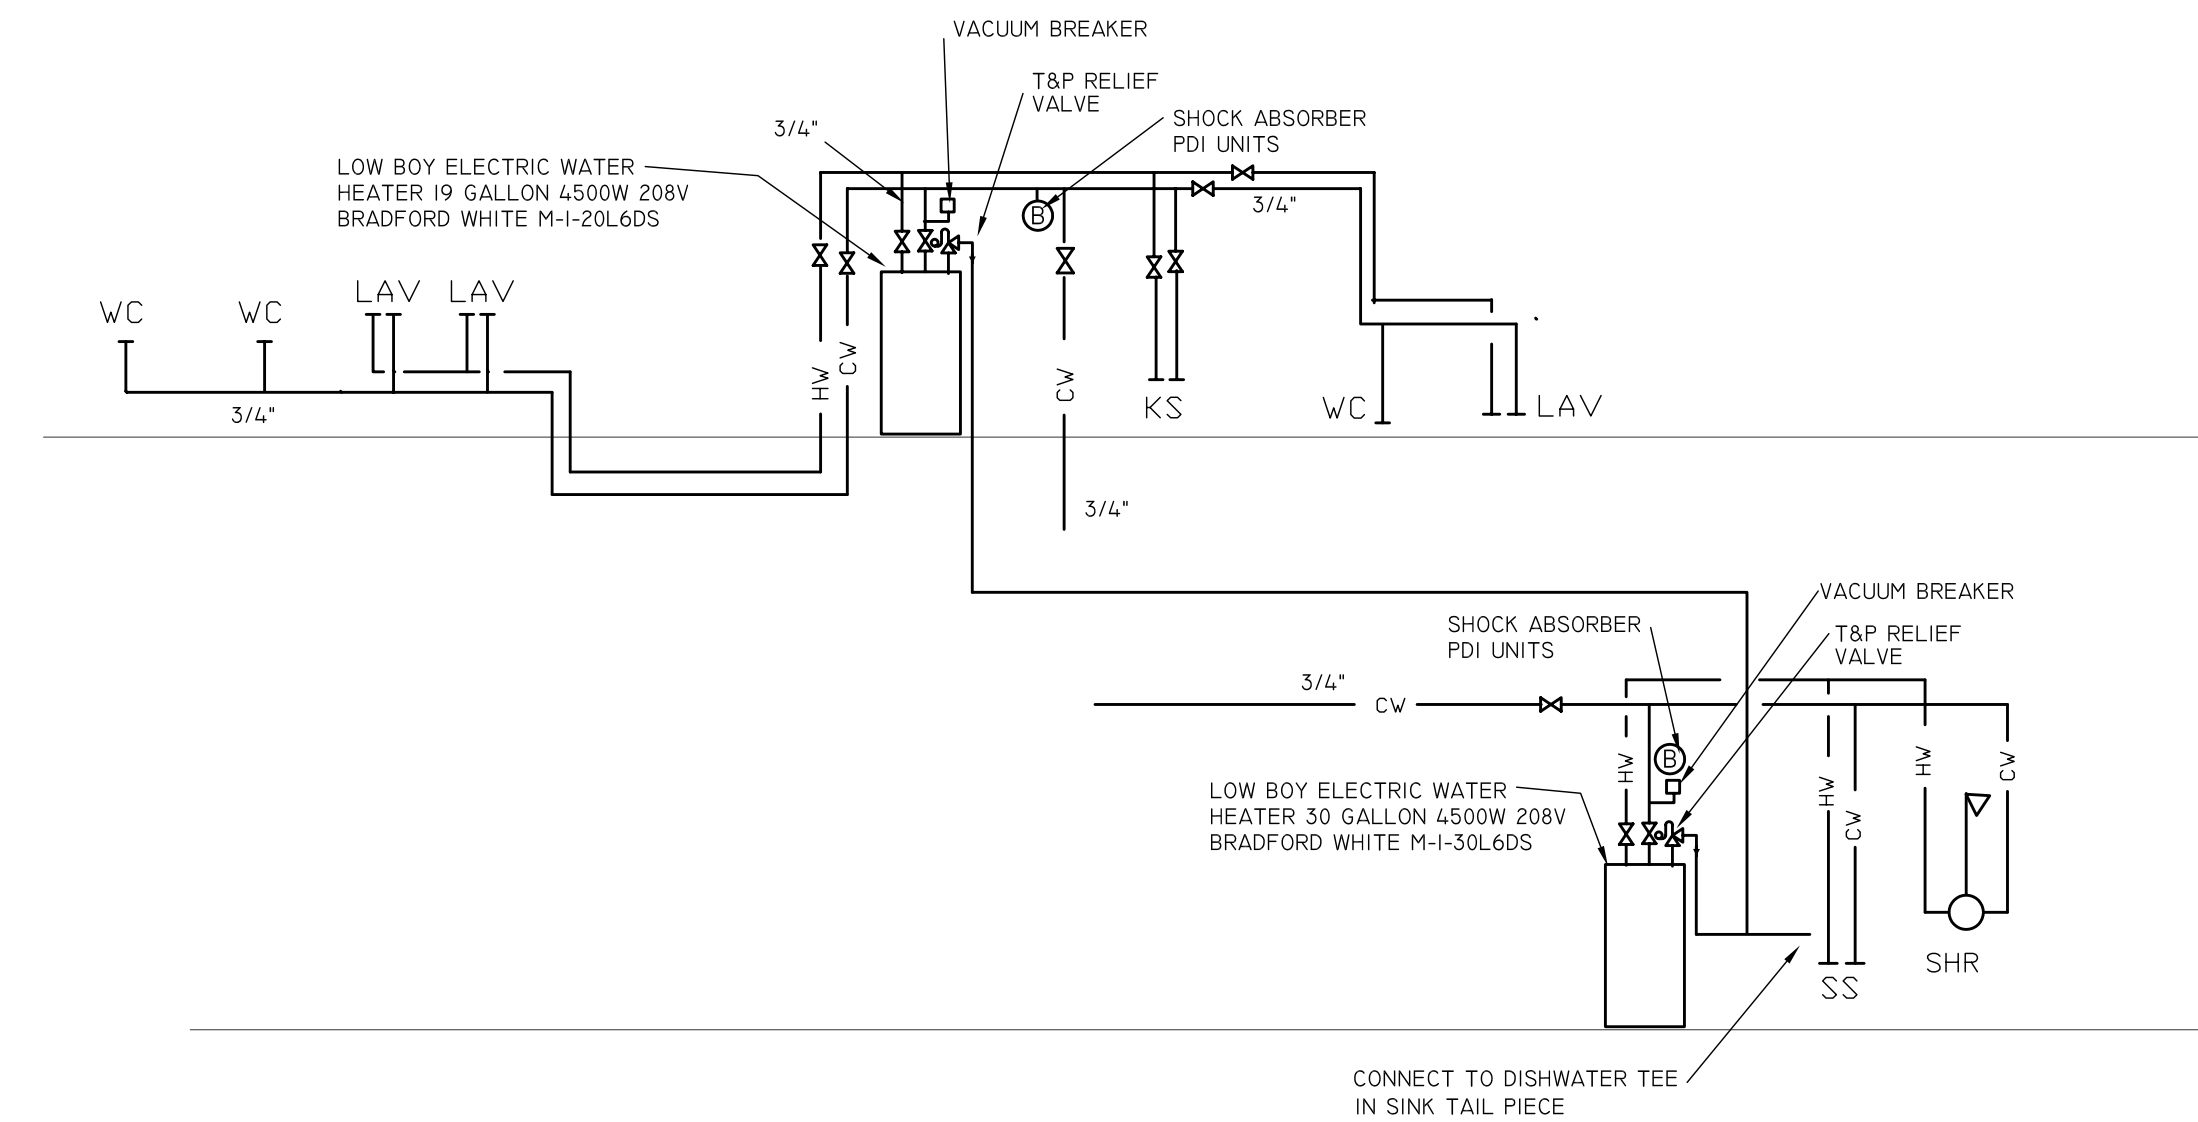 VACUUM BREAKER
T&P RELIEF
VALVE
SHOCK ABSORBER
PDI UNITS
3/4"
LOW BOY ELECTRIC WATER
HEATER 19 GALLON 4500W 208V
BRADFORD WHITE M-I-20L6DS
3/4"
B
WC
WC
LAV
LAV
HW
CW
CW
KS
WC
LAV
3/4"
3/4"
VACUUM BREAKER
SHOCK ABSORBER
PDI UNITS
T&P RELIEF
VALVE
3/4"
CW
HW
B
HW
CW
HW
CW
LOW BOY ELECTRIC WATER
HEATER 30 GALLON 4500W 208V
BRADFORD WHITE M-I-30L6DS
SHR
SS
CONNECT TO DISHWATER TEE
IN SINK TAIL PIECE